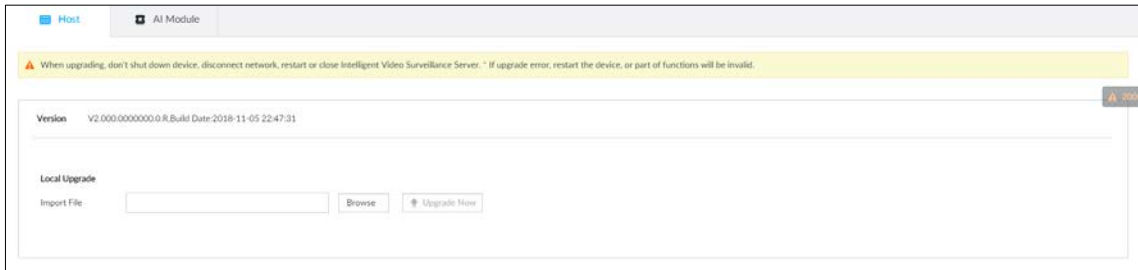 Host
AI Module
When upgrading, don't shut down device, disconnect network, restart or close Intelligent Video Surveillance Server. * If upgrade error, restart the device, or part of functions will be invalid.
Version V2.000.0000000.0.R,Build Date:2018-11-05 22:47:31
Local Upgrade
Import File Browse Upgrade Now